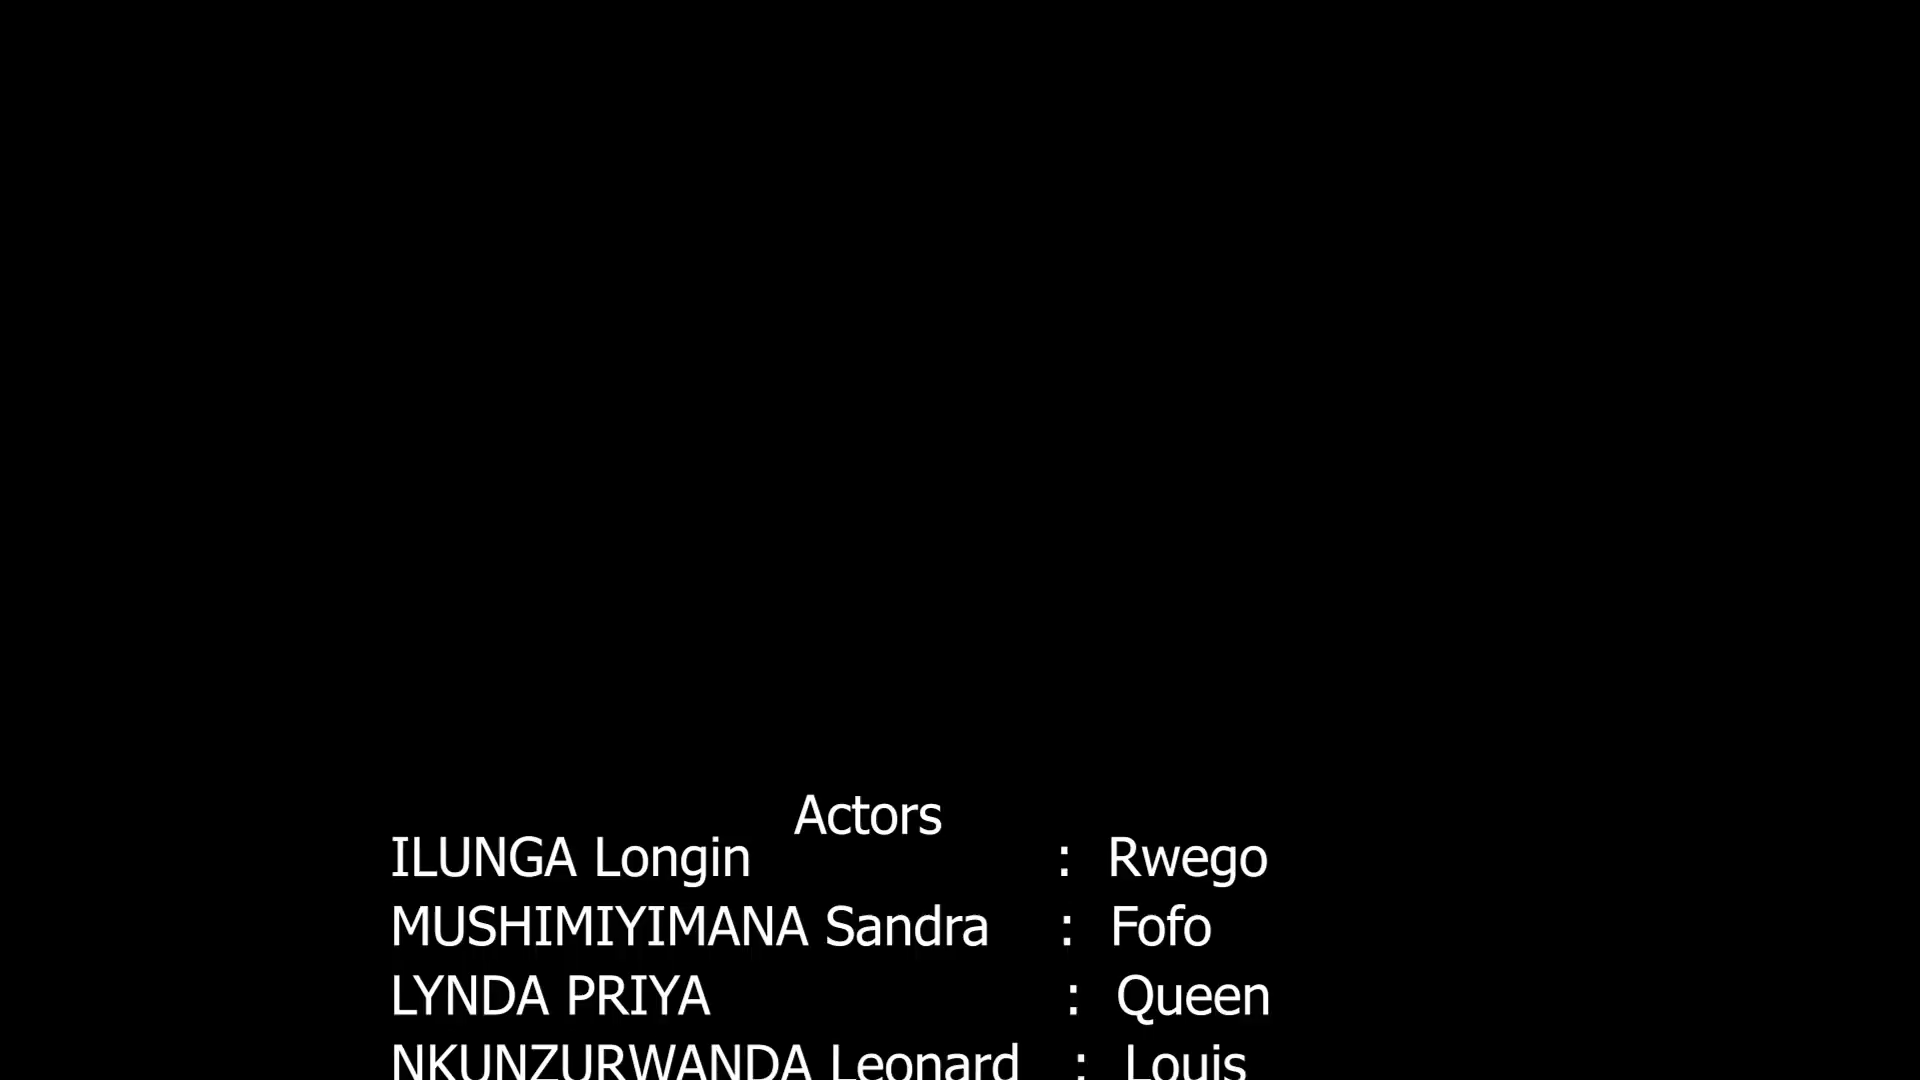 Actors
ILUNGA Longin : Rwego
MUSHIMIYIMANA Sandra : Fofo
LYNDA PRIYA : Queen
NKUNZURWANDA Leonard : Louis